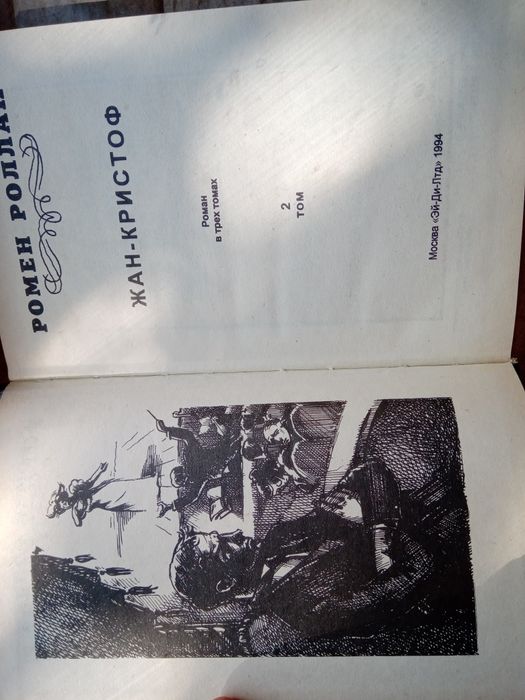 РОМЕН РОЛЛАН
ЖАН-КРИСТОФ
Роман
в трех томах
2
ТОМ
Москва «Эй-Ди-Лтд» 1994